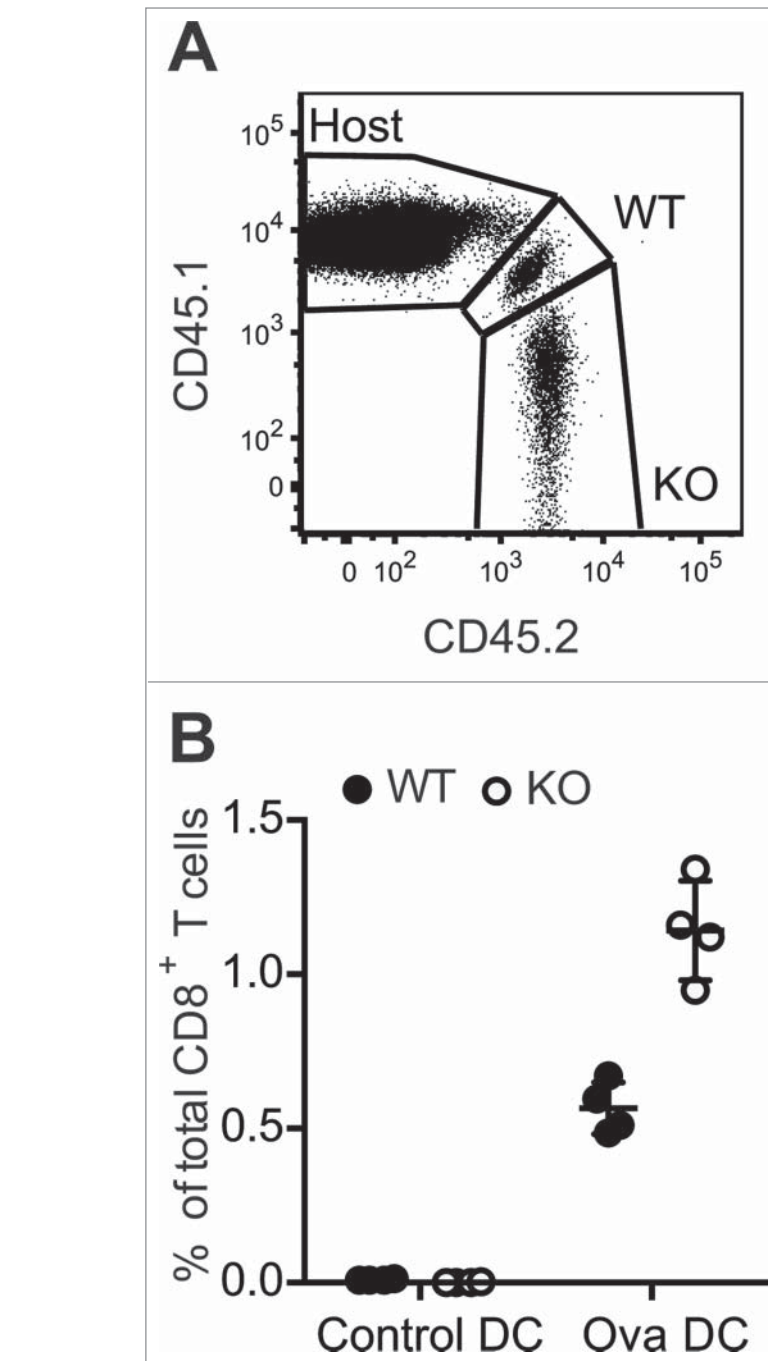 A
Host
WT
KO
10⁵
10⁴
10³
10²
0
CD45.1
0 10² 10³ 10⁴ 10⁵
CD45.2
B
WT KO
% of total CD8⁺ T cells
1.5
1.0
0.5
0.0
Control DC Ova DC